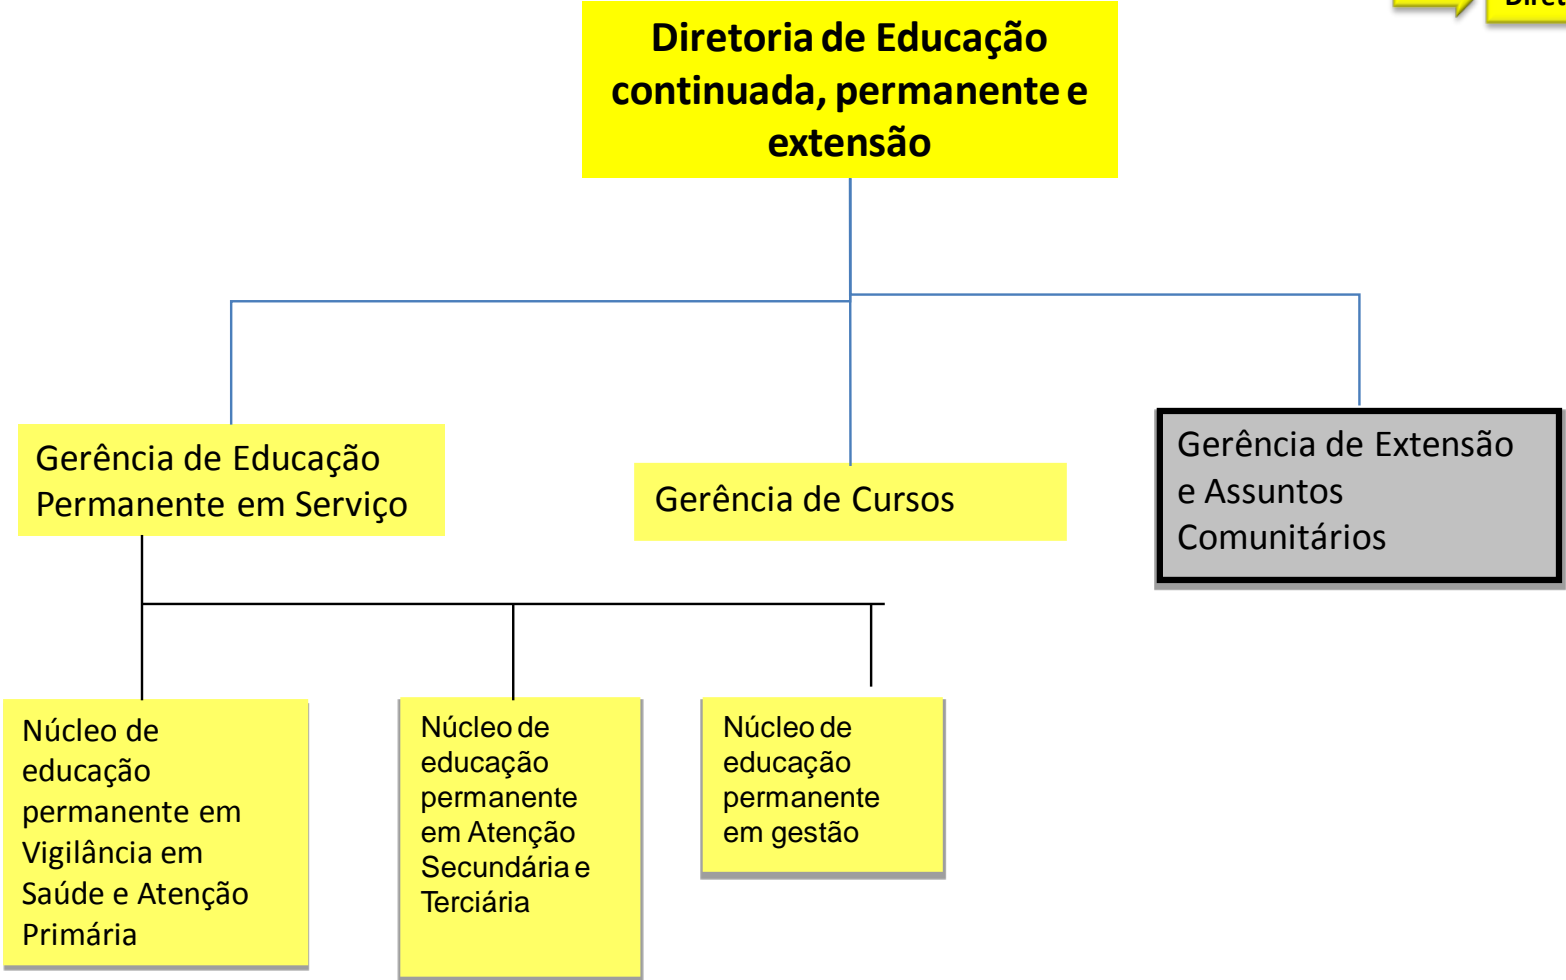 Diretoria de Educação
continuada, permanente e
extensão
Gerência de Educação
Permanente em Serviço
Gerência de Cursos
Gerência de Extensão
e Assuntos
Comunitários
Núcleo de
educação
permanente em
Vigilância em
Saúde e Atenção
Primária
Núcleo de
educação
permanente
em Atenção
Secundária e
Terciária
Núcleo de
educação
permanente
em gestão